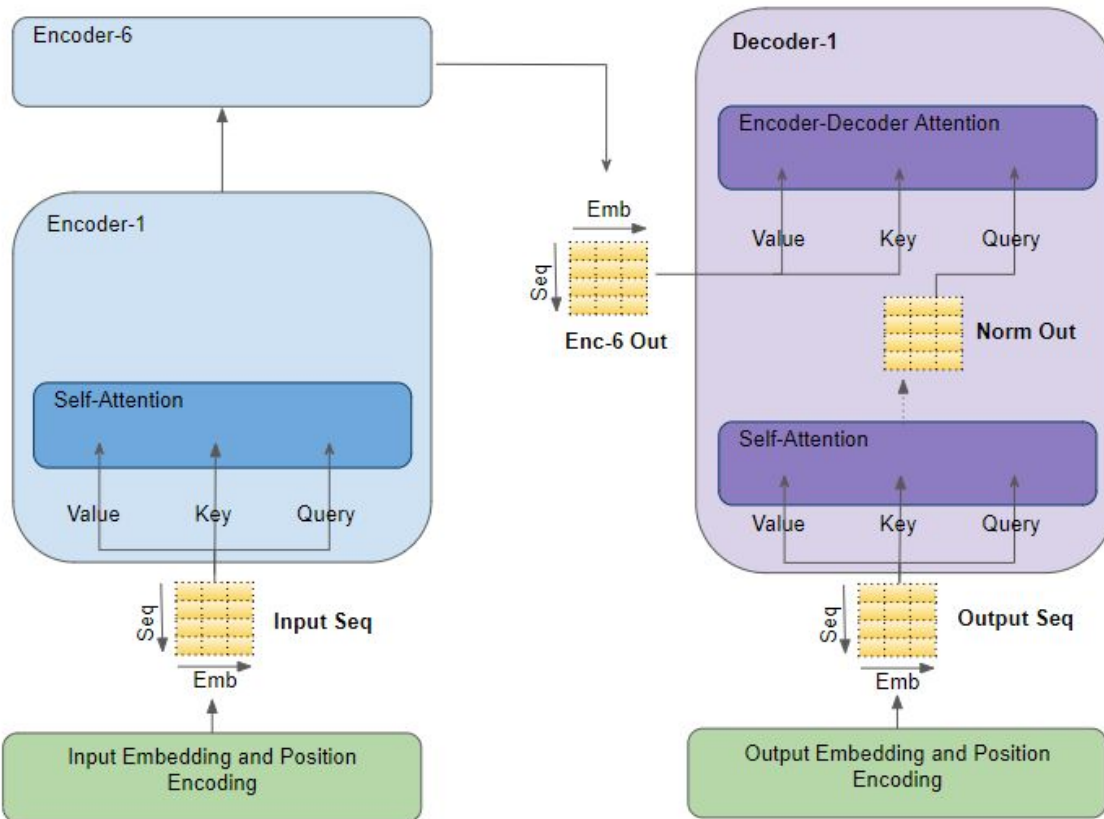 Encoder-6
Encoder-1
Self-Attention
Value
Key
Query
Seq
Input Seq
Emb
Input Embedding and Position
Encoding
Emb
Seq
Enc-6 Out
Decoder-1
Encoder-Decoder Attention
Value
Key
Query
Norm Out
Self-Attention
Value
Key
Query
Seq
Output Seq
Emb
Output Embedding and Position
Encoding